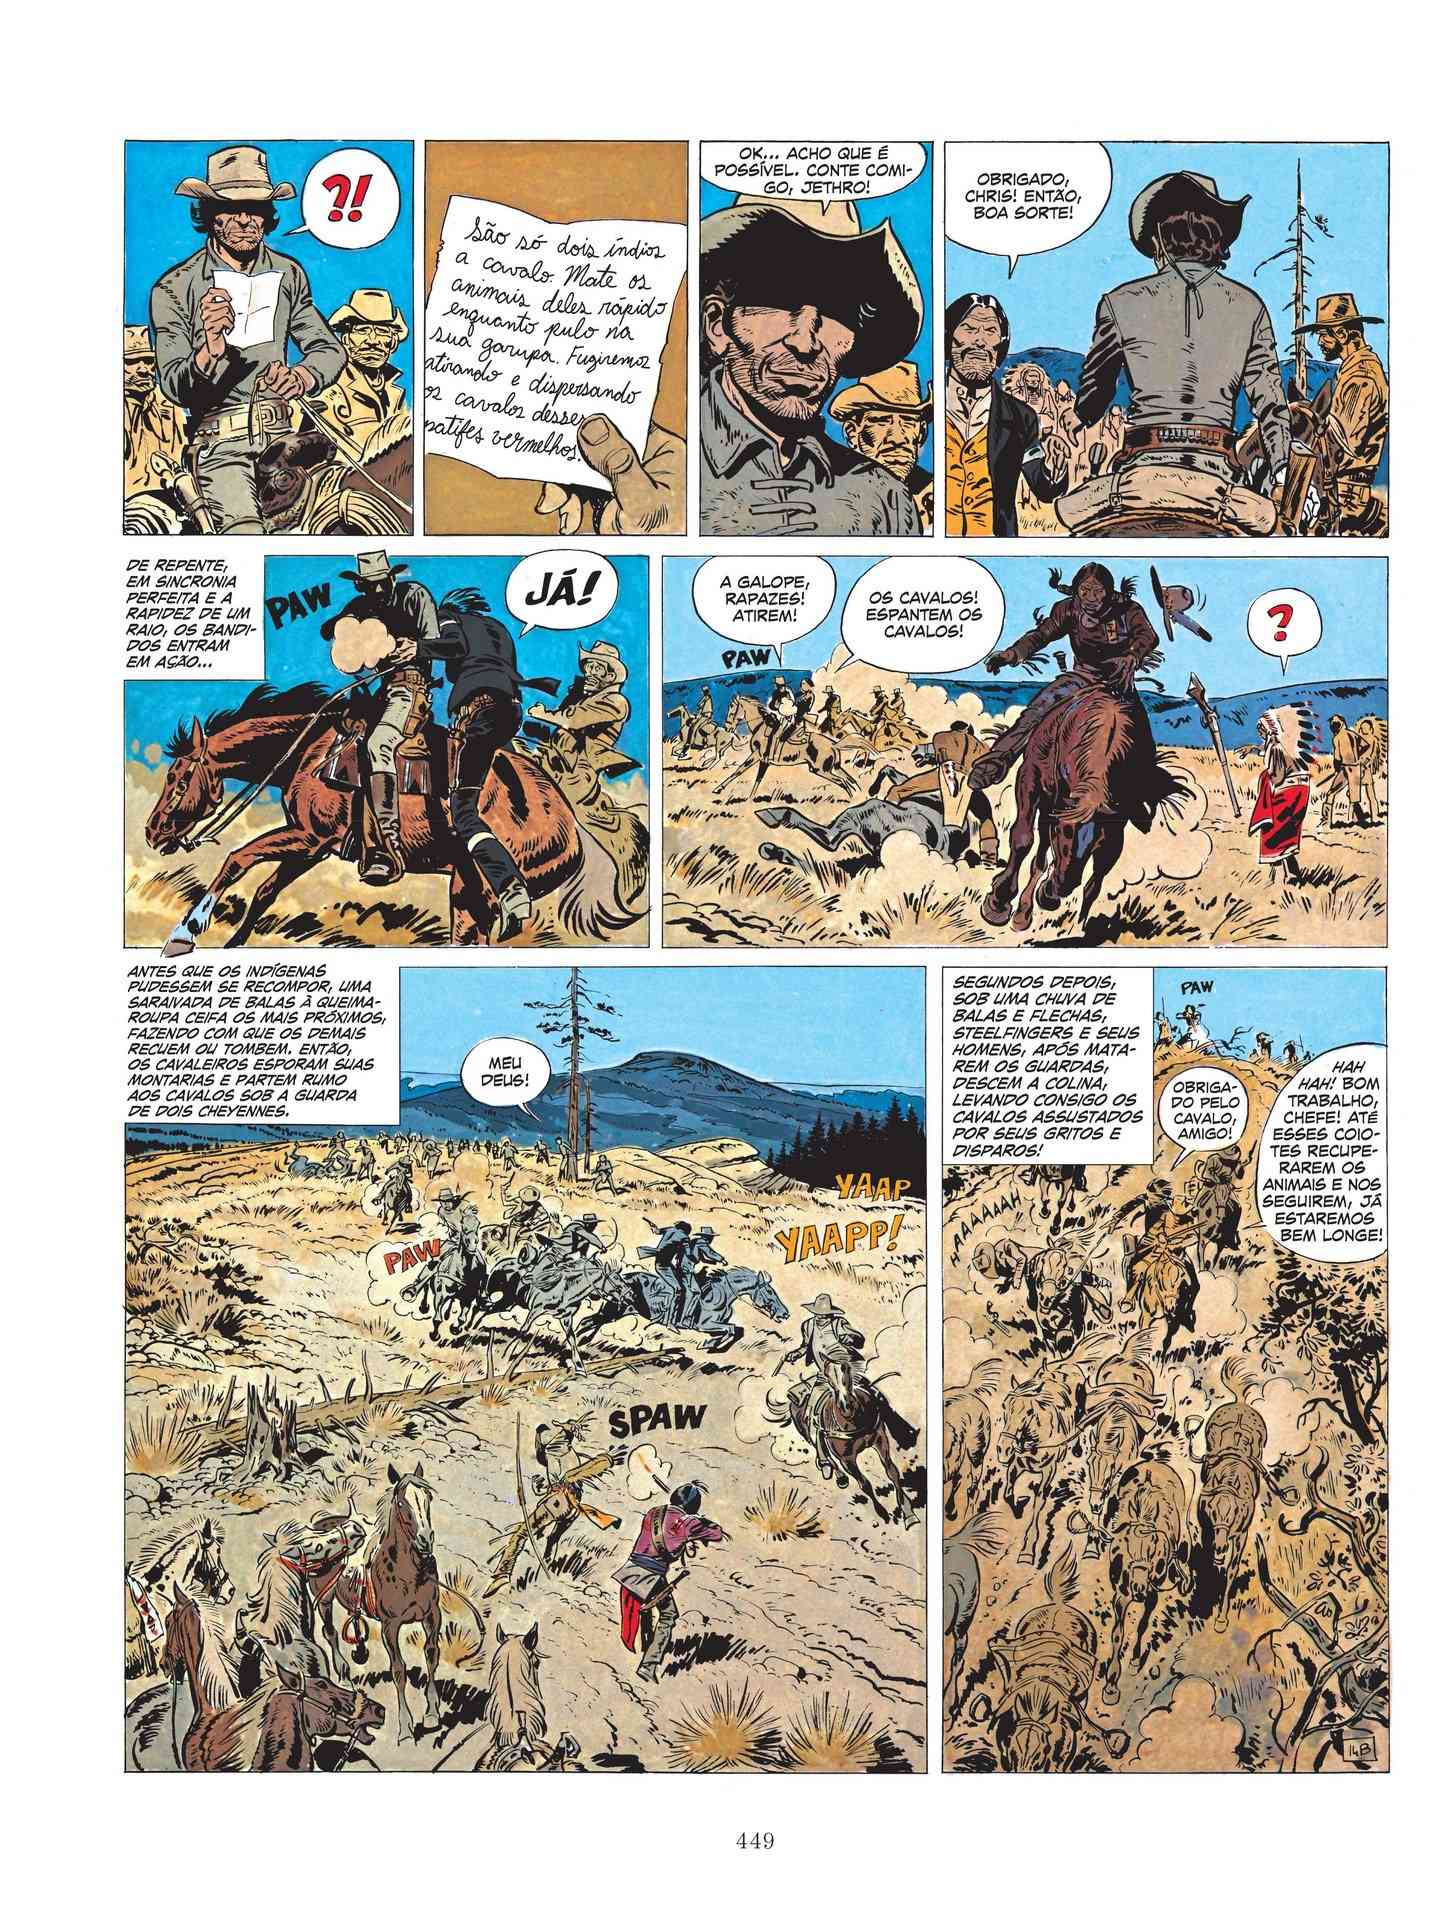 ?!
São só dois índios
a cavalo. Mate os
animais deles rápido
enquanto pulo na
sua garupa. Fugiremos
atirando e dispersando
os cavalos desses
patifes vermelhos.
OK... ACHO QUE É
POSSÍVEL. CONTE COMI-
GO, JETHRO!
OBRIGADO,
CHRIS! ENTÃO,
BOA SORTE!
DE REPENTE,
EM SINCRONIA
PERFEITA E A
RAPIDEZ DE UM
RAIO, OS BANDI-
DOS ENTRAM
EM AÇÃO...
PAW
JÁ!
A GALOPE,
RAPAZES!
ATIREM!
PAW
OS CAVALOS!
ESPANTEM OS
CAVALOS!
?
ANTES QUE OS INDÍGENAS
PUDESSEM SE RECOMPOR, UMA
SARAIVADA DE BALAS À QUEIMA-
ROUPA CEIFA OS MAIS PRÓXIMOS,
FAZENDO COM QUE OS DEMAIS
RECUEM OU TOMBEM. ENTÃO,
OS CAVALEIROS ESPORAM SUAS
MONTARIAS E PARTEM RUMO
AOS CAVALOS SOB A GUARDA
DE DOIS CHEYENNES.
MEU
DEUS!
YAAP
YAAPP!
PAW
SPAW
SEGUNDOS DEPOIS,
SOB UMA CHUVA DE
BALAS E FLECHAS,
STEELFINGERS E SEUS
HOMENS, APÓS MATA-
REM OS GUARDAS,
DESCEM A COLINA,
LEVANDO CONSIGO OS
CAVALOS ASSUSTADOS
POR SEUS GRITOS E
DISPAROS!
PAW
OBRIGA-
DO PELO
CAVALO,
AMIGO!
HAH
HAH! BOM
TRABALHO,
CHEFE! ATÉ
ESSES COIO-
TES RECUPE-
RAREM OS
ANIMAIS E NOS
SEGUIREM, JÁ
ESTAREMOS
BEM LONGE!
HAAAAAAH
14B
449